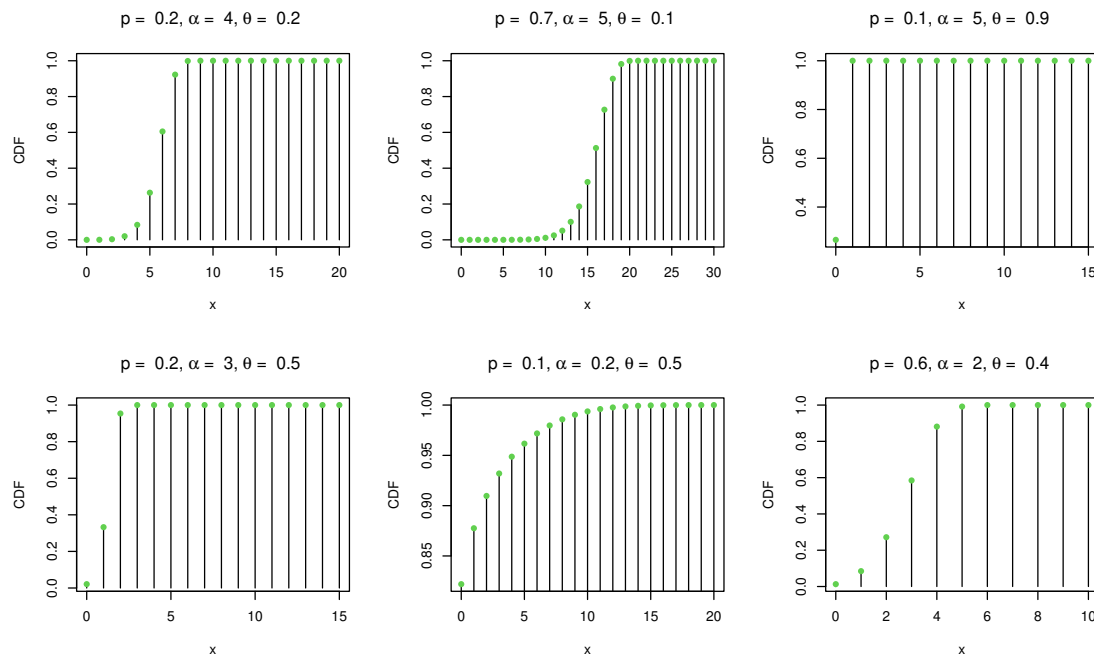 p = 0.2, α = 4, θ = 0.2
CDF
0.0 0.2 0.4 0.6 0.8 1.0
0 5 10 15 20
x
p = 0.7, α = 5, θ = 0.1
CDF
0.0 0.2 0.4 0.6 0.8 1.0
0 5 10 15 20 25 30
x
p = 0.1, α = 5, θ = 0.9
CDF
0.4 0.6 0.8 1.0
0 5 10 15
x
p = 0.2, α = 3, θ = 0.5
CDF
0.0 0.2 0.4 0.6 0.8 1.0
0 5 10 15
x
p = 0.1, α = 0.2, θ = 0.5
CDF
0.85 0.90 0.95 1.00
0 5 10 15 20
x
p = 0.6, α = 2, θ = 0.4
CDF
0.0 0.2 0.4 0.6 0.8 1.0
0 2 4 6 8 10
x